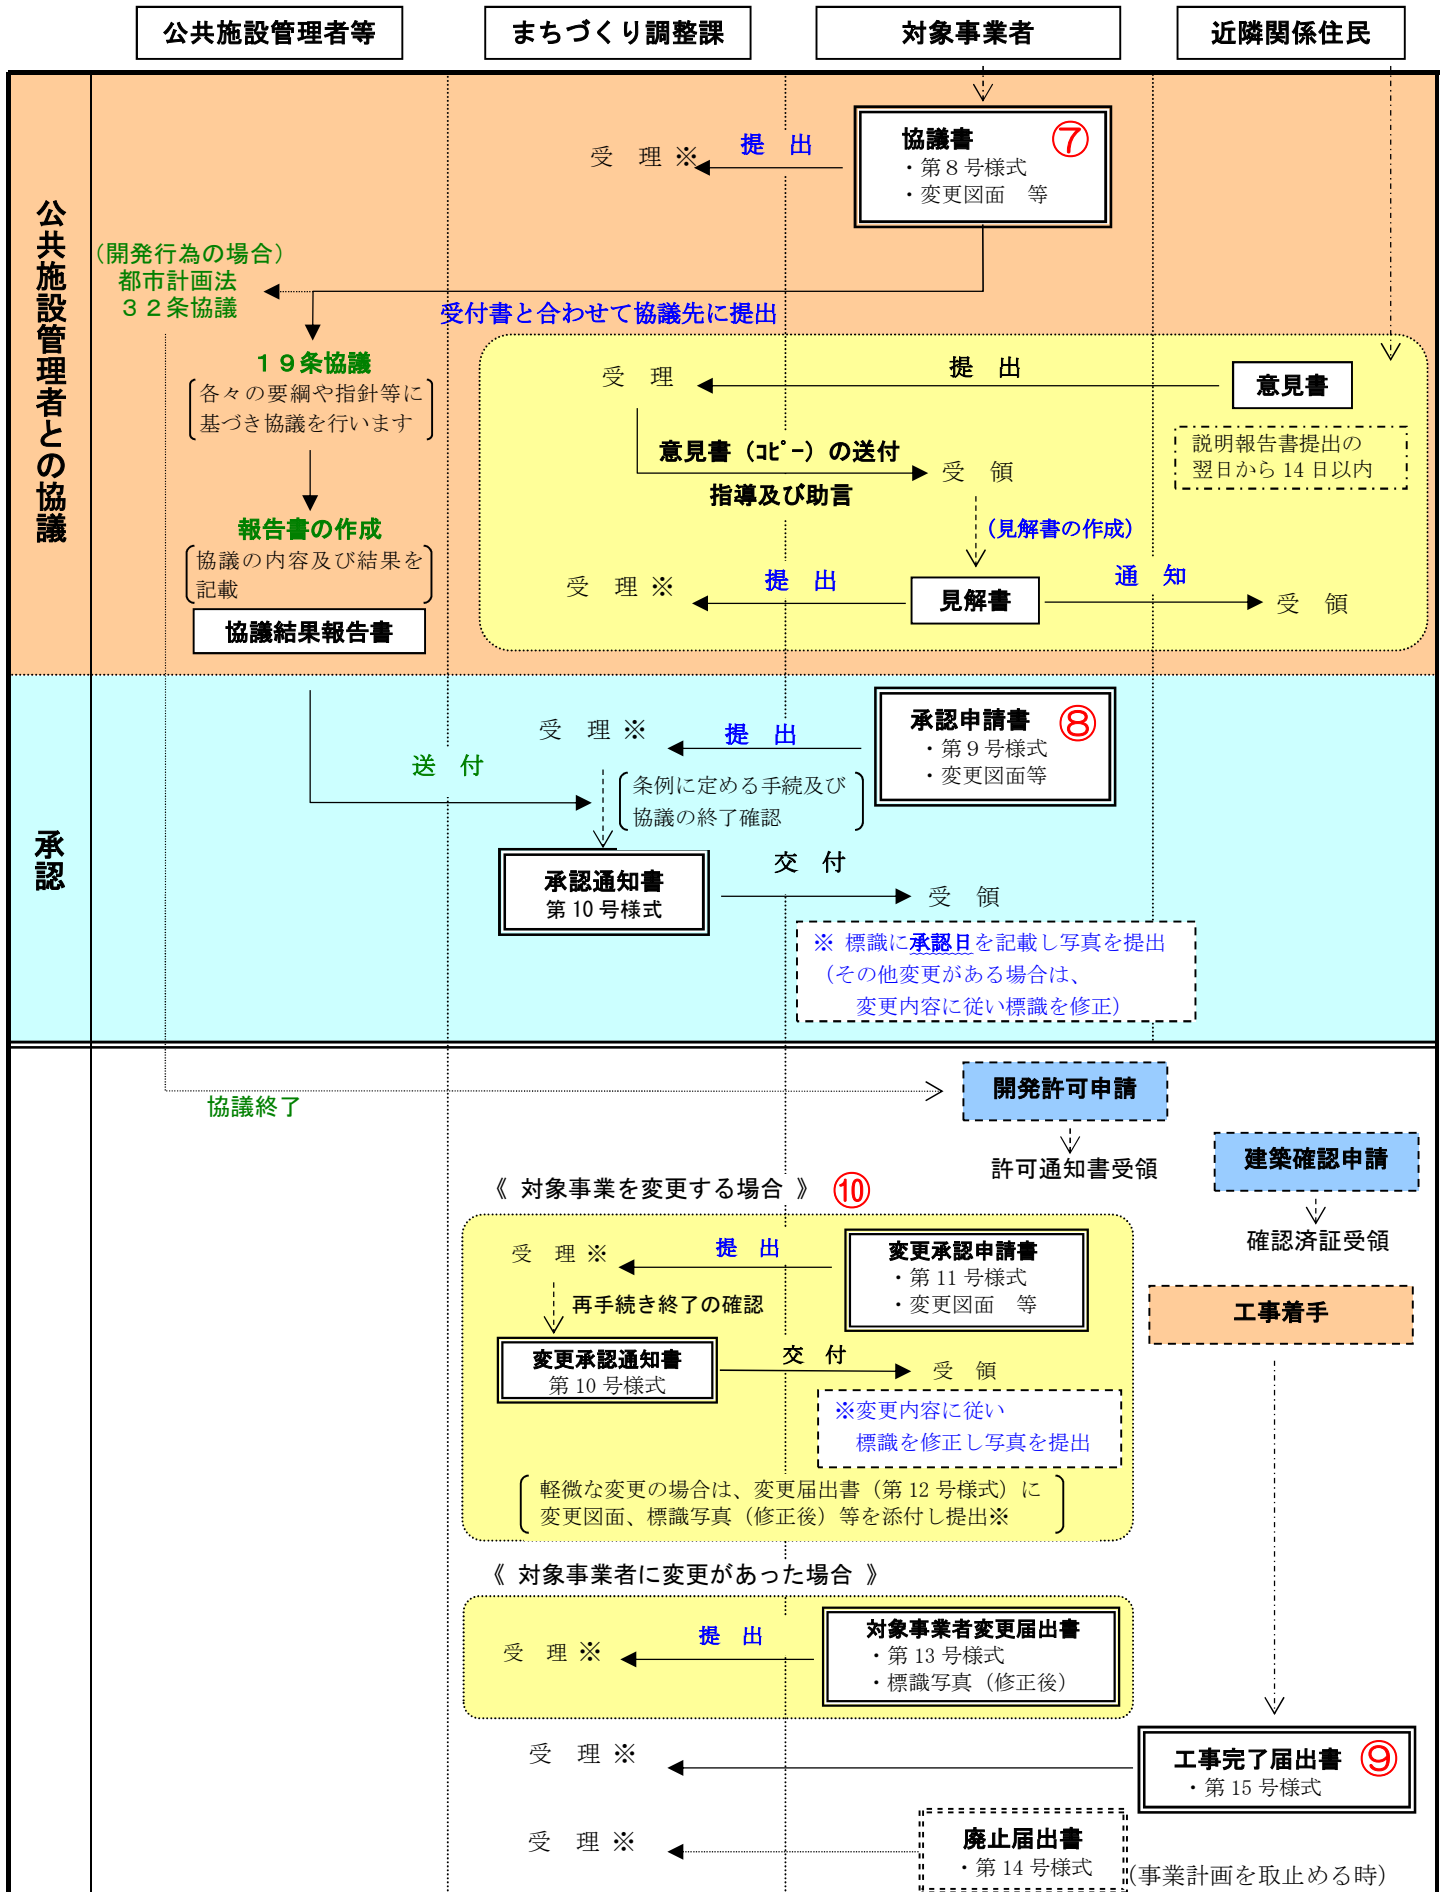 公共施設管理者等
まちづくり調整課
対象事業者
近隣関係住民
公共施設管理者との協議
協議書 ⑦
・第８号様式
・変更図面　等
提　出
受　理※
（開発行為の場合）
都市計画法
３２条協議
受付書と合わせて協議先に提出
１９条協議
各々の要綱や指針等に
基づき協議を行います
報告書の作成
協議の内容及び結果を
記載
協議結果報告書
意見書
提　出
受　理
説明報告書提出の
翌日から 14 日以内
意見書（ｺﾋﾟｰ）の送付
受　領
指導及び助言
（見解書の作成）
見解書
提　出
受　理※
通　知
受　領
承認
承認申請書 ⑧
・第９号様式
・変更図面等
提　出
受　理※
送　付
条例に定める手続及び
協議の終了確認
承認通知書
第 10 号様式
交　付
受　領
※ 標識に承認日を記載し写真を提出
（その他変更がある場合は、
変更内容に従い標識を修正）
協議終了
開発許可申請
許可通知書受領
建築確認申請
確認済証受領
工事着手
《 対象事業を変更する場合 》 ⑩
変更承認申請書
・第 11 号様式
・変更図面　等
提　出
受　理※
再手続き終了の確認
変更承認通知書
第 10 号様式
交　付
受　領
※変更内容に従い
標識を修正し写真を提出
軽微な変更の場合は、変更届出書（第 12 号様式）に
変更図面、標識写真（修正後）等を添付し提出※
《 対象事業者に変更があった場合 》
対象事業者変更届出書
・第 13 号様式
・標識写真（修正後）
提　出
受　理※
工事完了届出書 ⑨
・第 15 号様式
受　理※
廃止届出書
・第 14 号様式
（事業計画を取止める時）
受　理※